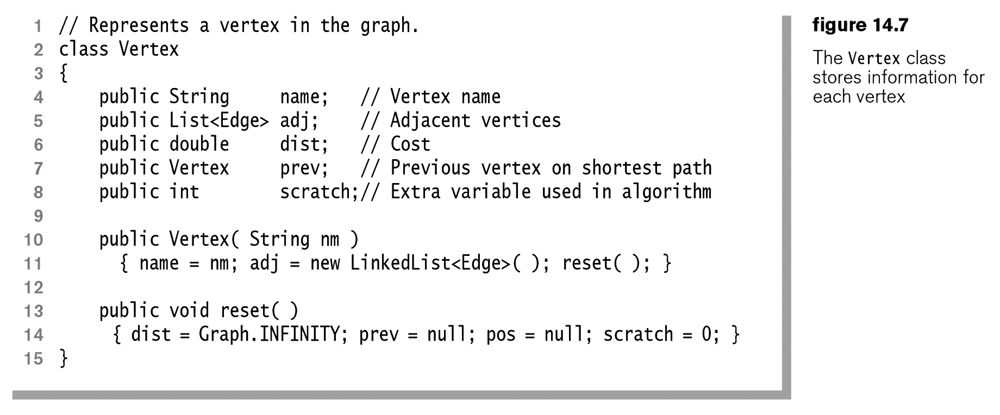 1 // Represents a vertex in the graph.
2 class Vertex
3 {
4     public String     name;   // Vertex name
5     public List<Edge> adj;    // Adjacent vertices
6     public double     dist;   // Cost
7     public Vertex     prev;   // Previous vertex on shortest path
8     public int        scratch;// Extra variable used in algorithm
9
10     public Vertex( String nm )
11       { name = nm; adj = new LinkedList<Edge>( ); reset( ); }
12
13     public void reset( )
14      { dist = Graph.INFINITY; prev = null; pos = null; scratch = 0; }
15 }
figure 14.7
The Vertex class
stores information for
each vertex